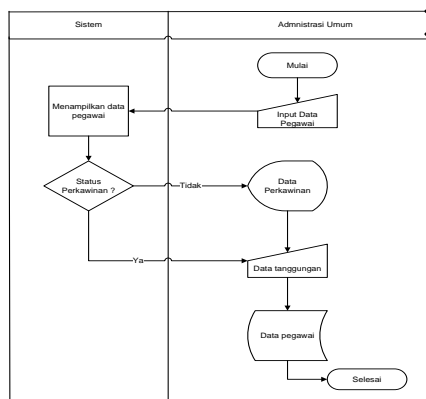 Sistem
Admnistrasi Umum
Mulai
Menampilkan data
pegawai
Input Data
Pegawai
Status
Perkawinan ?
Tidak
Data
Perkawinan
Ya
Data tanggungan
Data pegawai
Selesai